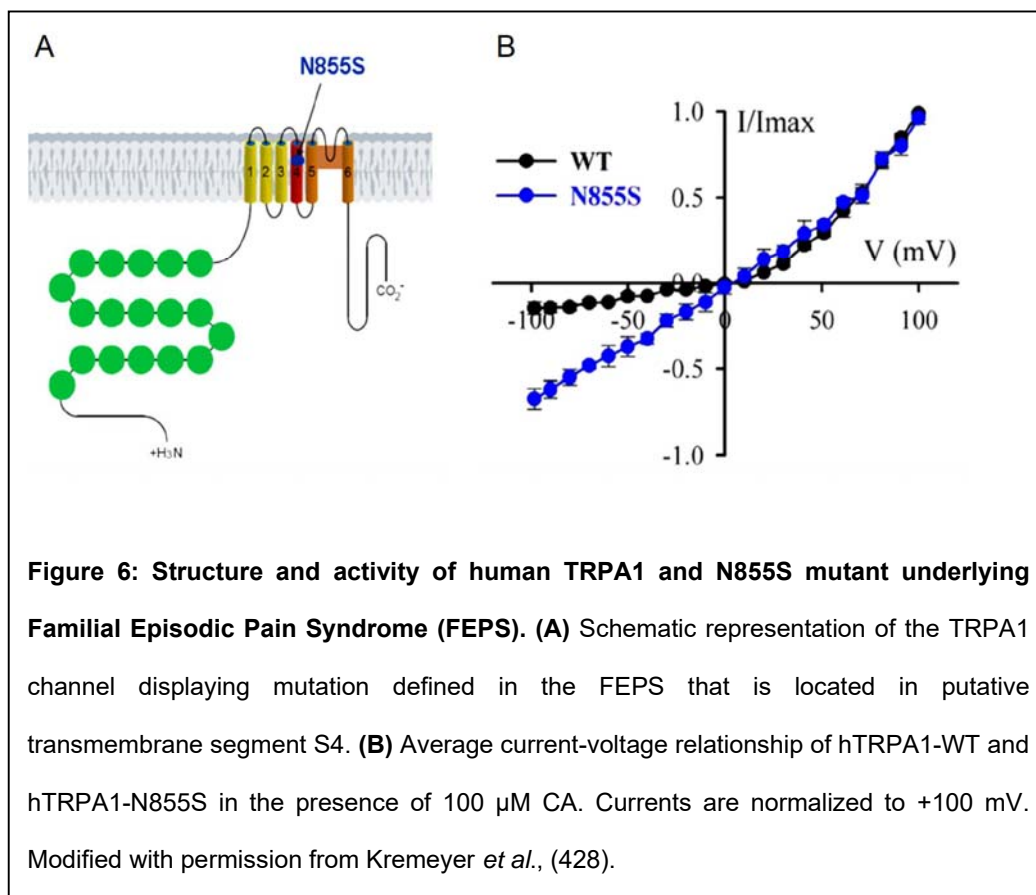 A
N855S
1 2 3 4 5 6
CO2-
+H3N
B
I/Imax
WT
N855S
V (mV)
1.0
0.5
0.0
-0.5
-1.0
-100 -50 0 50 100
Figure 6: Structure and activity of human TRPA1 and N855S mutant underlying
Familial Episodic Pain Syndrome (FEPS). (A) Schematic representation of the TRPA1
channel displaying mutation defined in the FEPS that is located in putative
transmembrane segment S4. (B) Average current-voltage relationship of hTRPA1-WT and
hTRPA1-N855S in the presence of 100 µM CA. Currents are normalized to +100 mV.
Modified with permission from Kremeyer et al., (428).